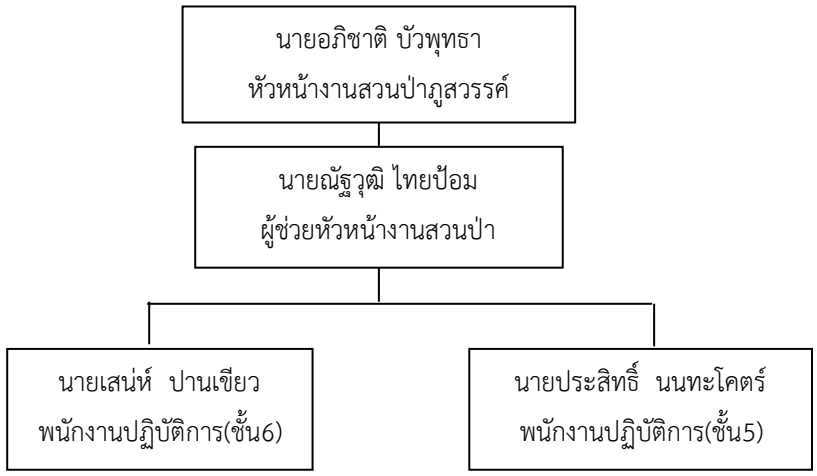 นายอภิชาติ บัวพุทธา
หัวหน้างานสวนป่าภูสวรรค์
นายณัฐวุฒิ ไทยป้อม
ผู้ช่วยหัวหน้างานสวนป่า
นายเสน่ห์ ปานเขียว
พนักงานปฏิบัติการ(ชั้น6)
นายประสิทธิ์ นนทะโคตร์
พนักงานปฏิบัติการ(ชั้น5)